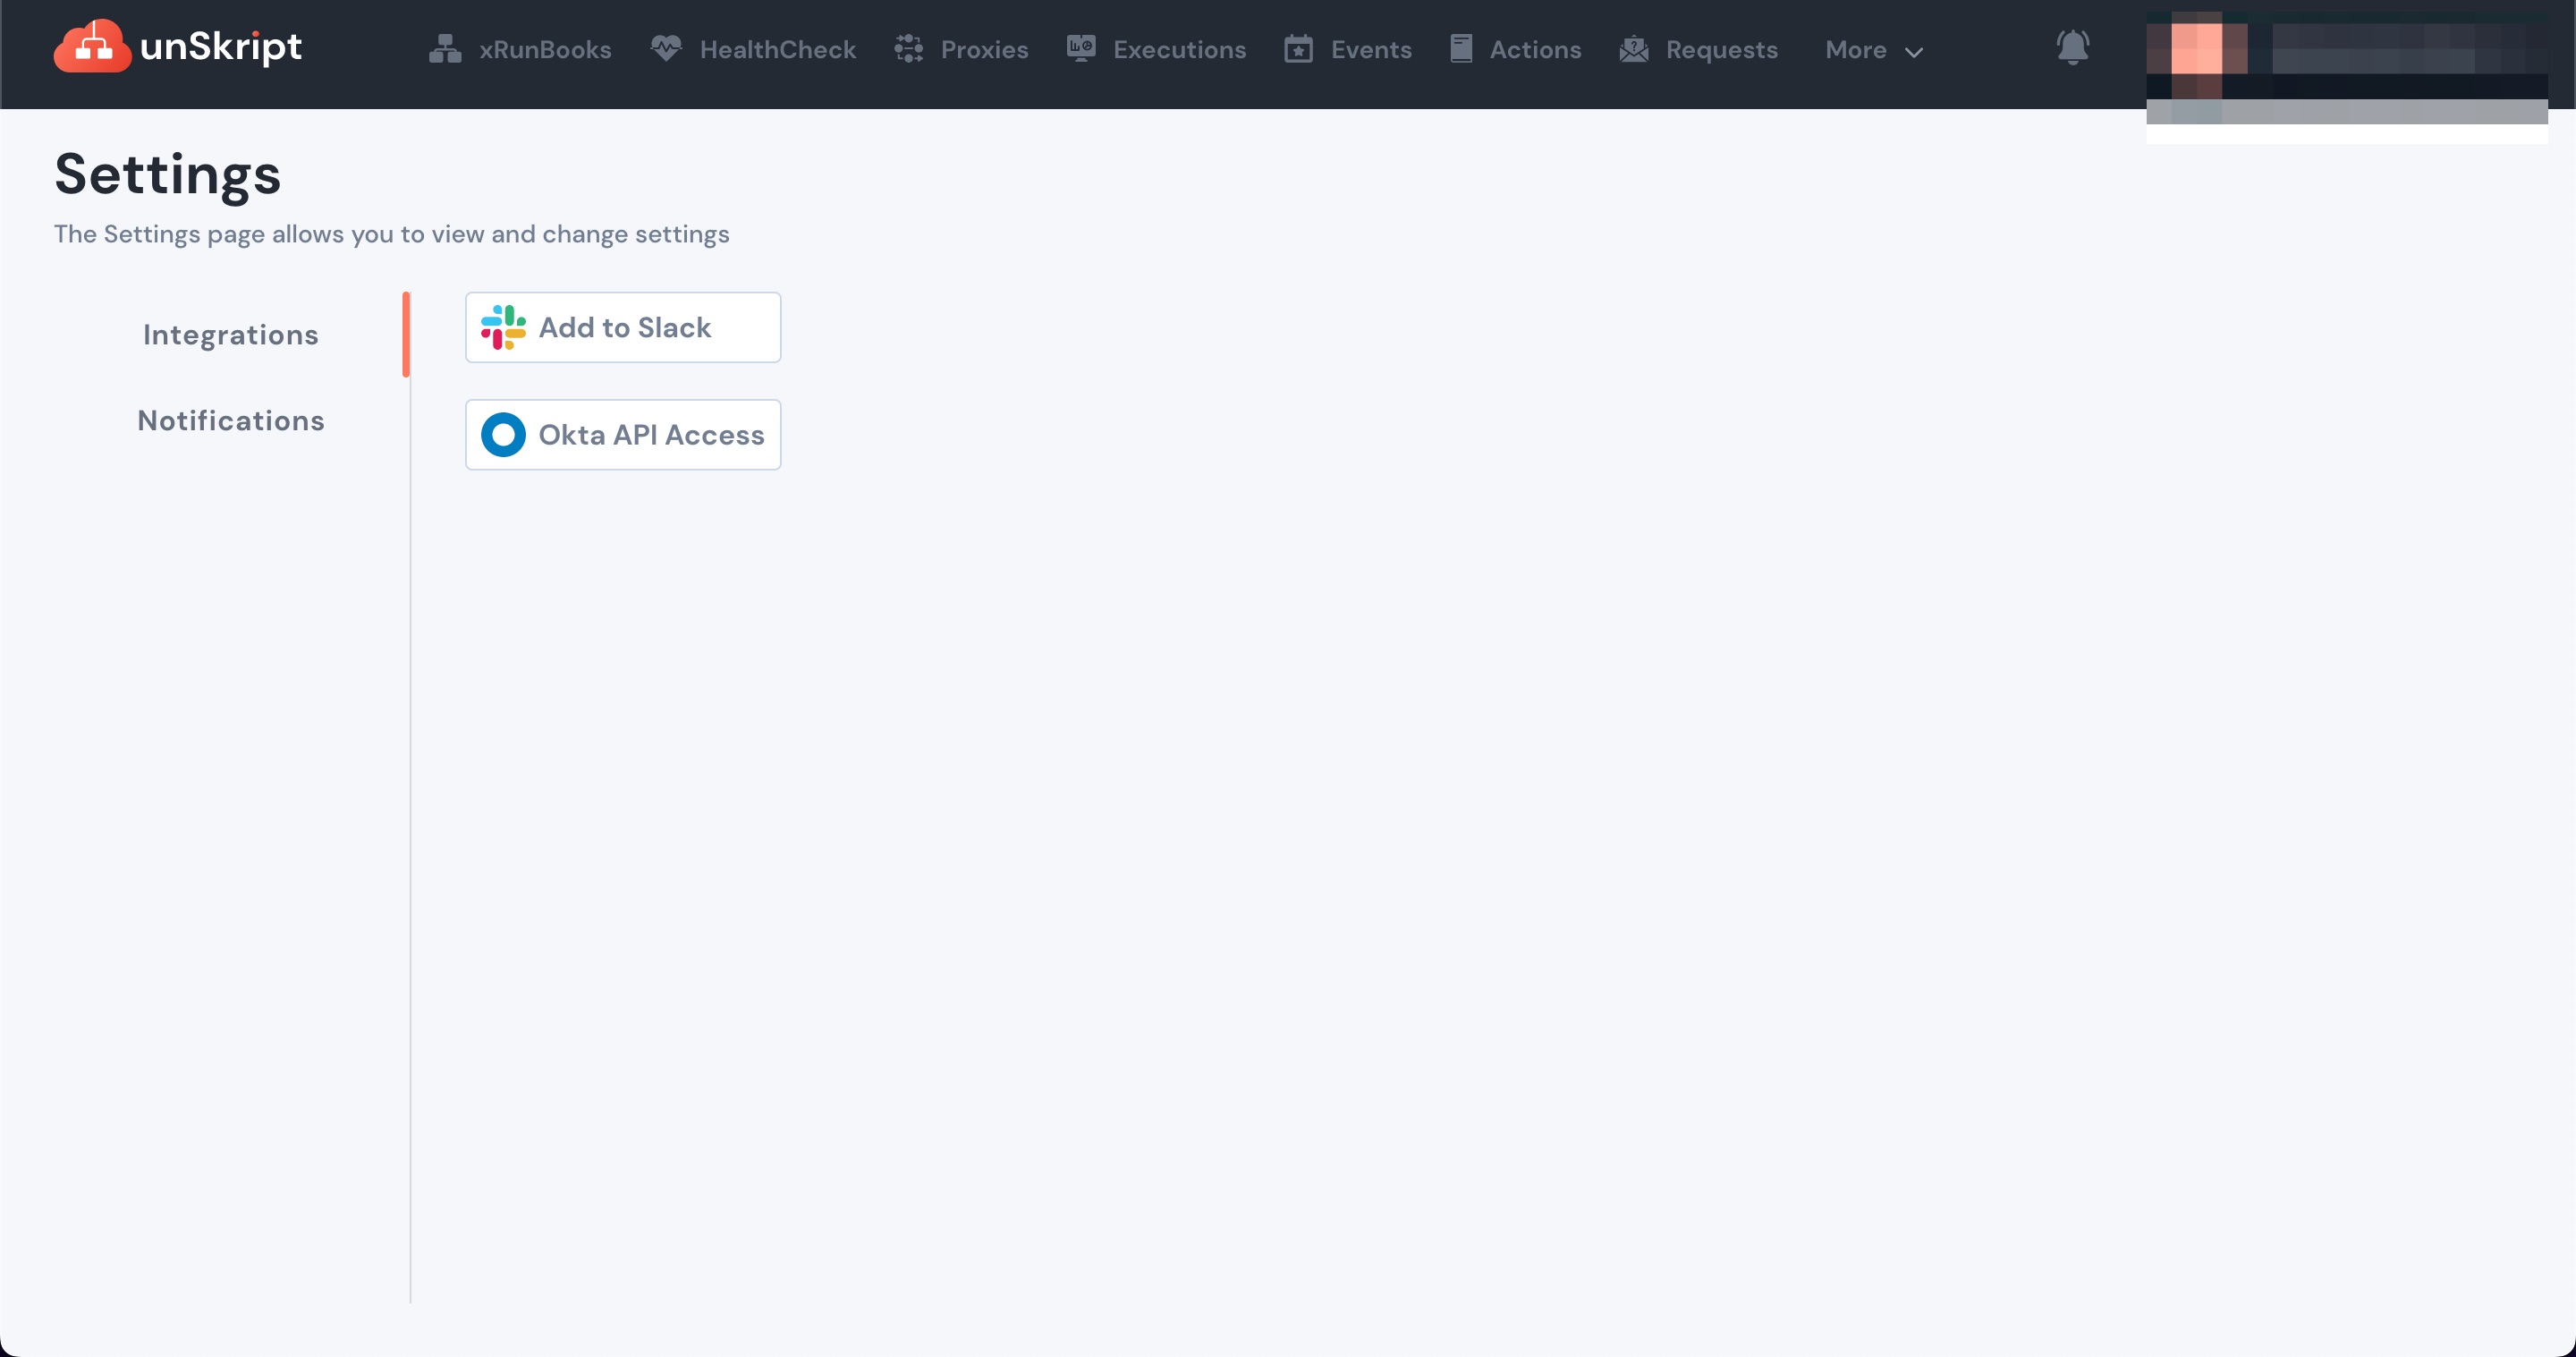 unSkript
xRunBooks HealthCheck Proxies Executions Events Actions Requests More
Settings
The Settings page allows you to view and change settings
Integrations
Notifications
Add to Slack
Okta API Access